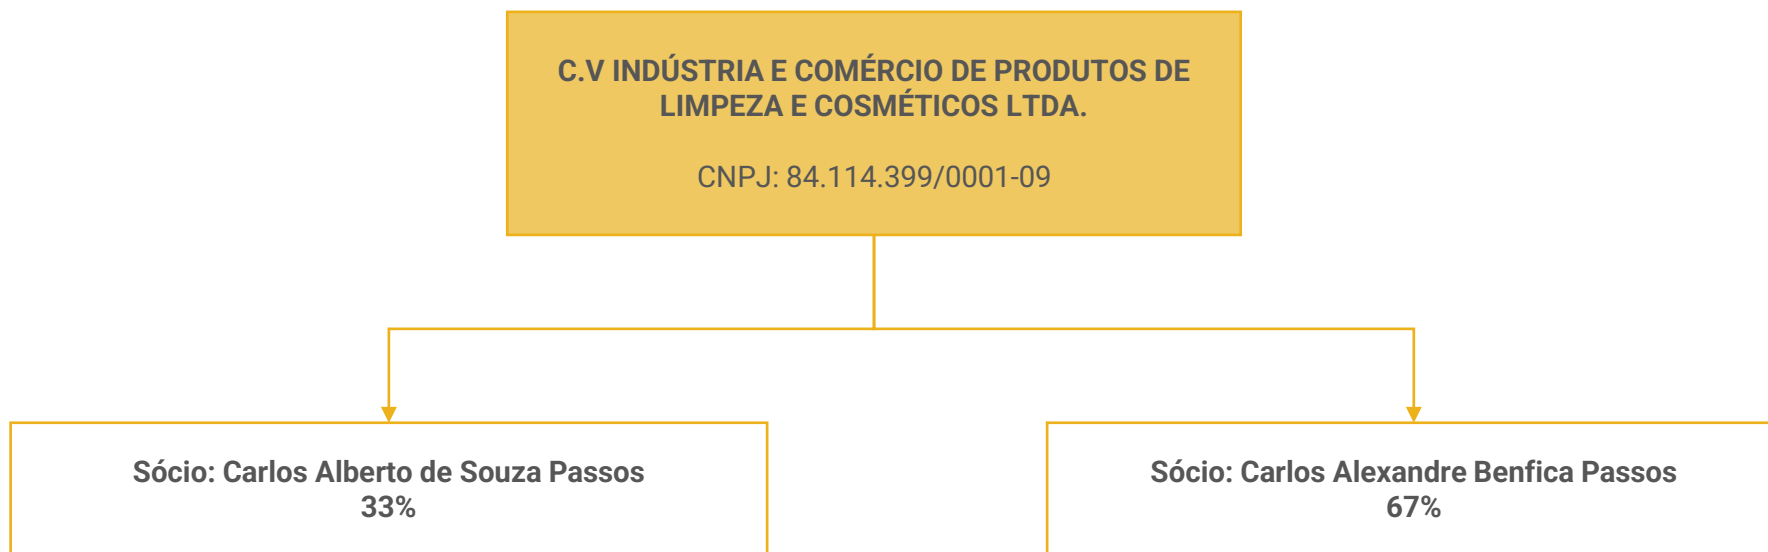 C.V INDÚSTRIA E COMÉRCIO DE PRODUTOS DE
LIMPEZA E COSMÉTICOS LTDA.
CNPJ: 84.114.399/0001-09
Sócio: Carlos Alberto de Souza Passos
33%
Sócio: Carlos Alexandre Benfica Passos
67%